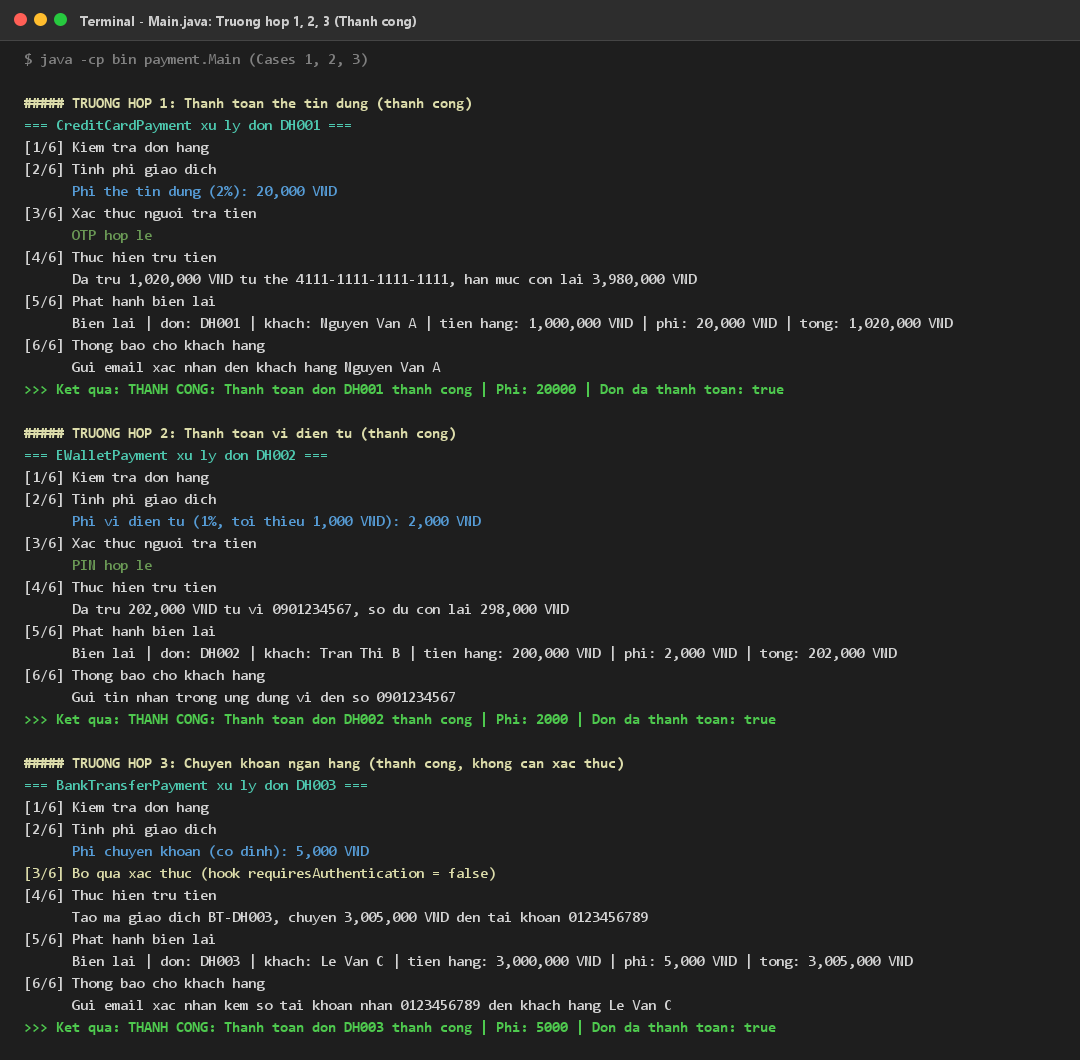 Terminal - Main.java: Truong hop 1, 2, 3 (Thanh cong)
$ java -cp bin payment.Main (Cases 1, 2, 3)
##### TRUONG HOP 1: Thanh toan the tin dung (thanh cong)
=== CreditCardPayment xu ly don DH001 ===
[1/6] Kiem tra don hang
[2/6] Tinh phi giao dich
Phi the tin dung (2%): 20,000 VND
[3/6] Xac thuc nguoi tra tien
OTP hop le
[4/6] Thuc hien tru tien
Da tru 1,020,000 VND tu the 4111-1111-1111-1111, han muc con lai 3,980,000 VND
[5/6] Phat hanh bien lai
Bien lai | don: DH001 | khach: Nguyen Van A | tien hang: 1,000,000 VND | phi: 20,000 VND | tong: 1,020,000 VND
[6/6] Thong bao cho khach hang
Gui email xac nhan den khach hang Nguyen Van A
>>> Ket qua: THANH CONG: Thanh toan don DH001 thanh cong | Phi: 20000 | Don da thanh toan: true
##### TRUONG HOP 2: Thanh toan vi dien tu (thanh cong)
=== EWalletPayment xu ly don DH002 ===
[1/6] Kiem tra don hang
[2/6] Tinh phi giao dich
Phi vi dien tu (1%, toi thieu 1,000 VND): 2,000 VND
[3/6] Xac thuc nguoi tra tien
PIN hop le
[4/6] Thuc hien tru tien
Da tru 202,000 VND tu vi 0901234567, so du con lai 298,000 VND
[5/6] Phat hanh bien lai
Bien lai | don: DH002 | khach: Tran Thi B | tien hang: 200,000 VND | phi: 2,000 VND | tong: 202,000 VND
[6/6] Thong bao cho khach hang
Gui tin nhan trong ung dung vi den so 0901234567
>>> Ket qua: THANH CONG: Thanh toan don DH002 thanh cong | Phi: 2000 | Don da thanh toan: true
##### TRUONG HOP 3: Chuyen khoan ngan hang (thanh cong, khong can xac thuc)
=== BankTransferPayment xu ly don DH003 ===
[1/6] Kiem tra don hang
[2/6] Tinh phi giao dich
Phi chuyen khoan (co dinh): 5,000 VND
[3/6] Bo qua xac thuc (hook requiresAuthentication = false)
[4/6] Thuc hien tru tien
Tao ma giao dich BT-DH003, chuyen 3,005,000 VND den tai khoan 0123456789
[5/6] Phat hanh bien lai
Bien lai | don: DH003 | khach: Le Van C | tien hang: 3,000,000 VND | phi: 5,000 VND | tong: 3,005,000 VND
[6/6] Thong bao cho khach hang
Gui email xac nhan kem so tai khoan nhan 0123456789 den khach hang Le Van C
>>> Ket qua: THANH CONG: Thanh toan don DH003 thanh cong | Phi: 5000 | Don da thanh toan: true